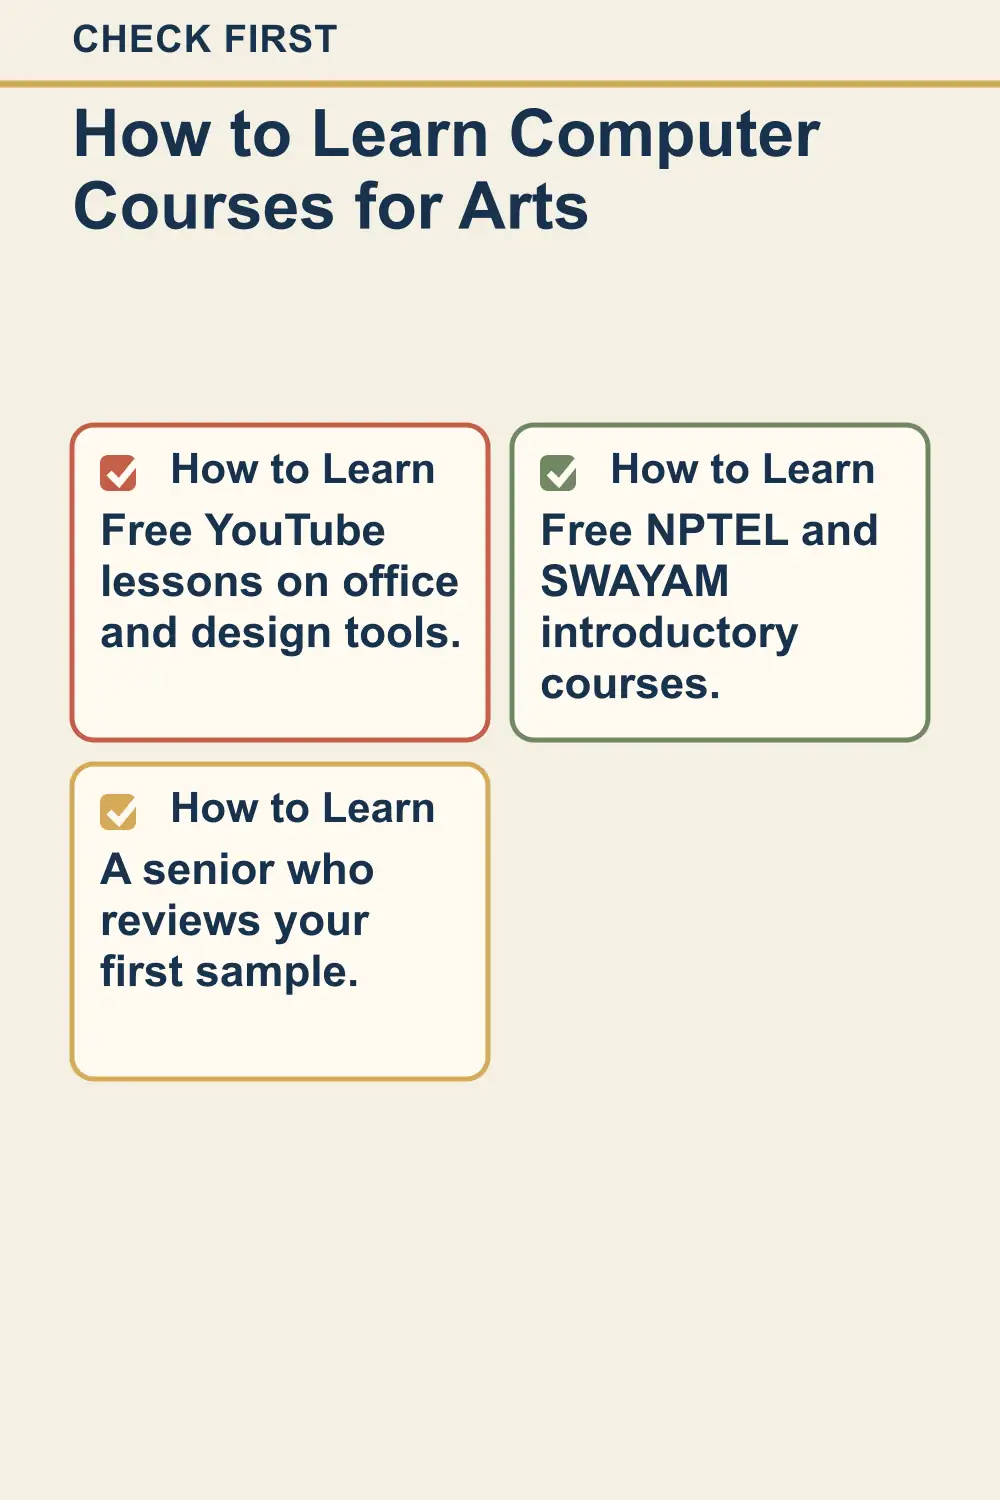 CHECK FIRST
How to Learn Computer
Courses for Arts
How to Learn
Free YouTube
lessons on office
and design tools.
How to Learn
Free NPTEL and
SWAYAM
introductory
courses.
How to Learn
A senior who
reviews your
first sample.